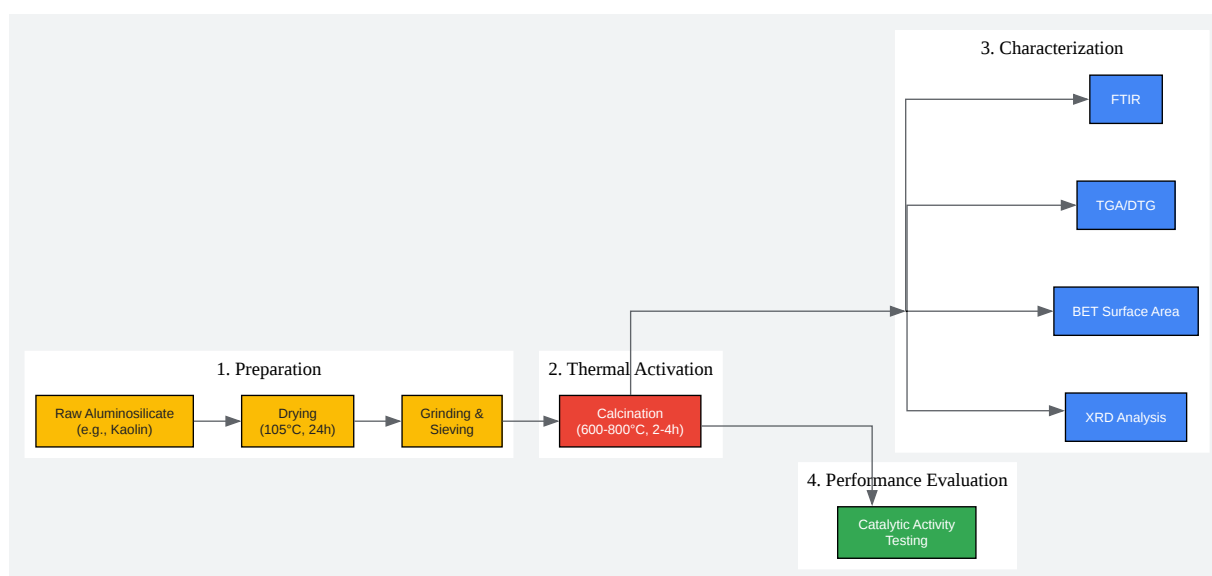 3. Characterization
FTIR
TGA/DTG
BET Surface Area
XRD Analysis
1. Preparation
Raw Aluminosilicate
(e.g., Kaolin)
Drying
(105°C, 24h)
Grinding &
Sieving
2. Thermal Activation
Calcination
(600-800°C, 2-4h)
4. Performance Evaluation
Catalytic Activity
Testing